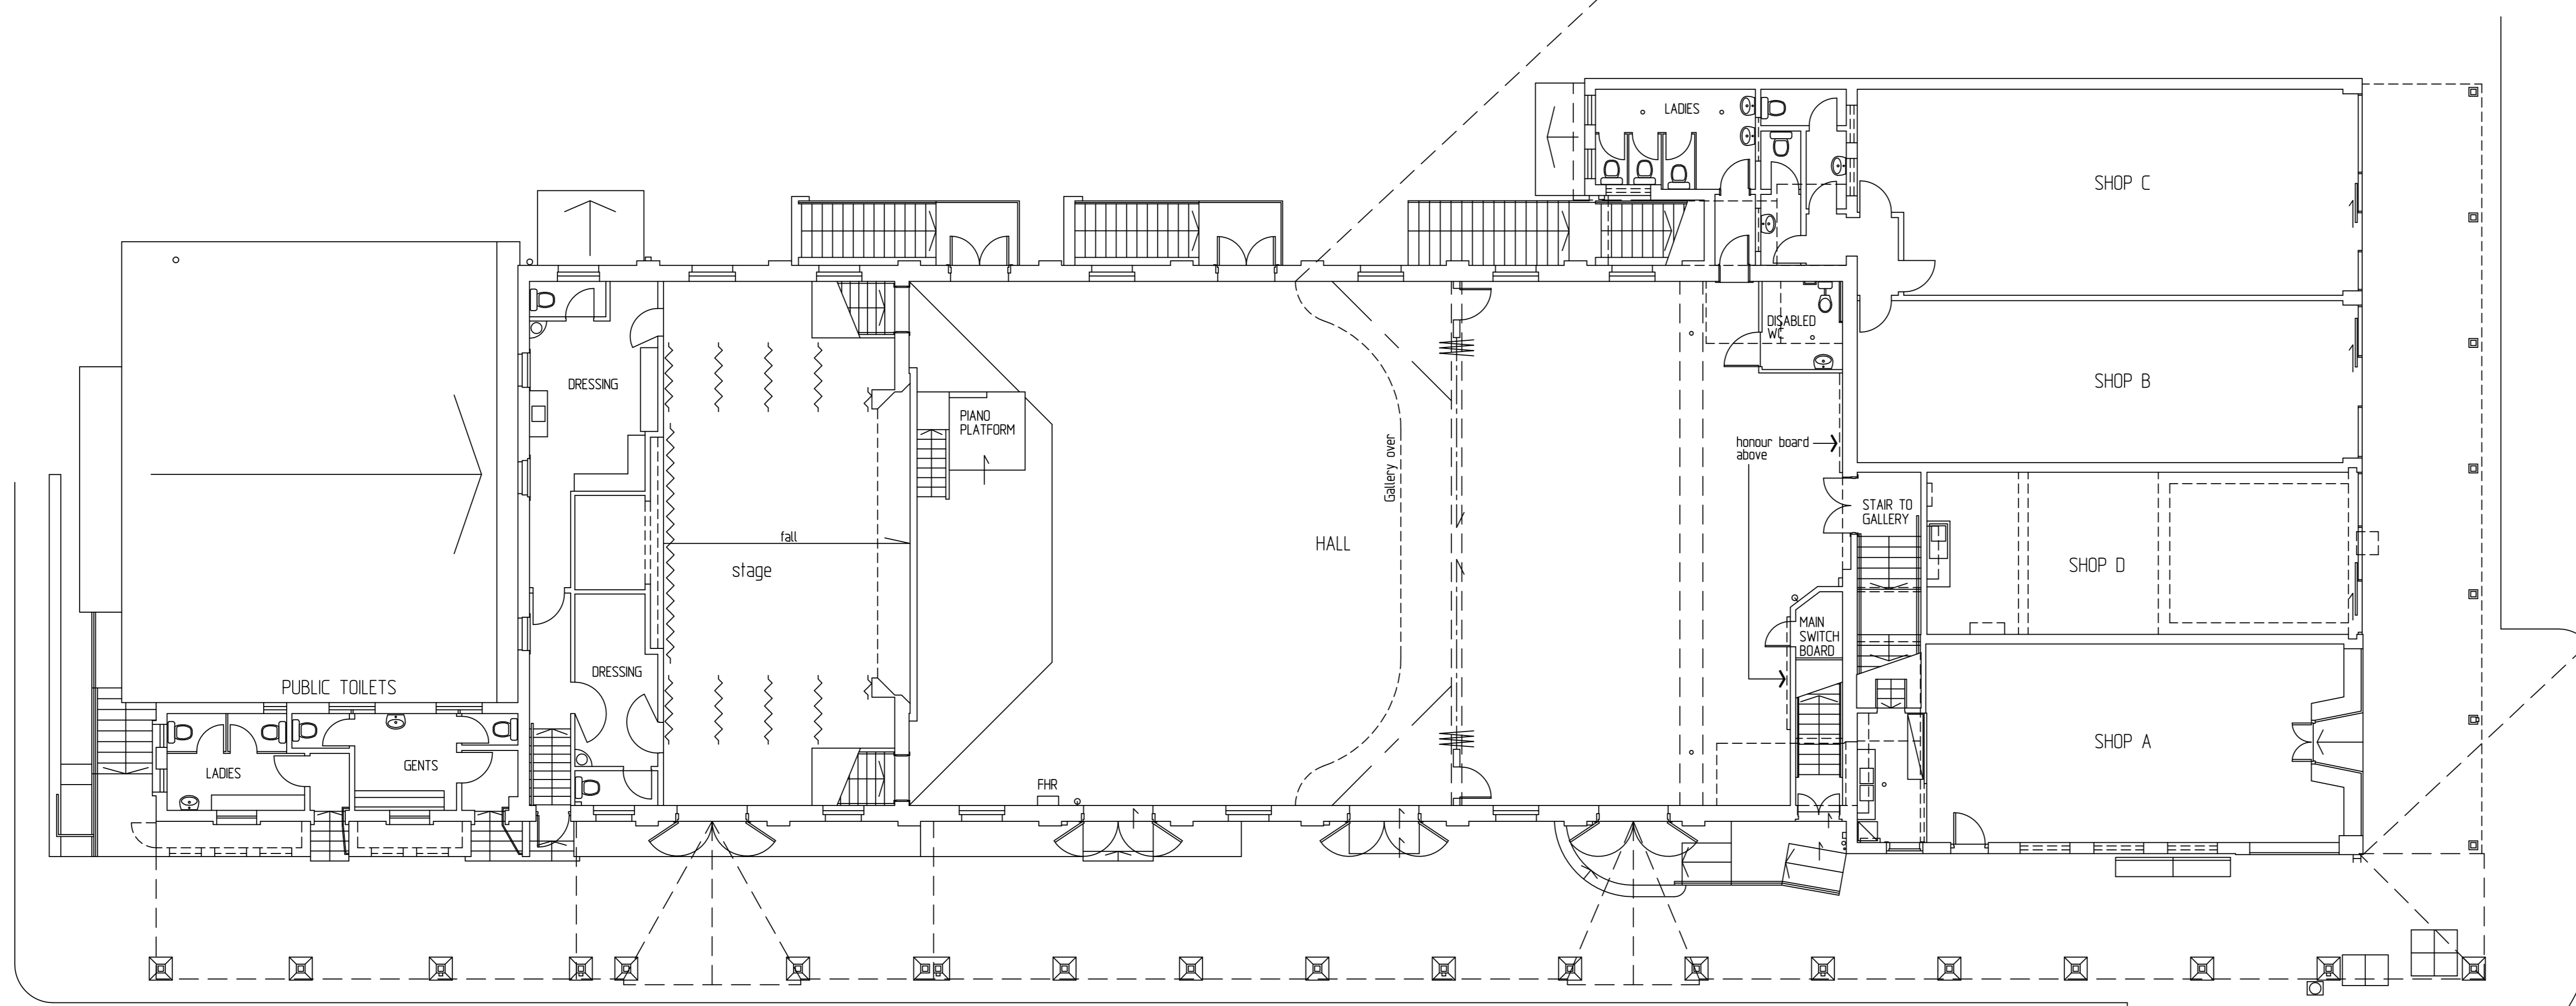 LADIES
SHOP C
DISABLED
WC
DRESSING
SHOP B
PIANO
PLATFORM
honour board
above
Gallery over
STAIR TO
GALLERY
fall
HALL
stage
SHOP D
MAIN
SWITCH
BOARD
DRESSING
PUBLIC TOILETS
SHOP A
LADIES
GENTS
FHR